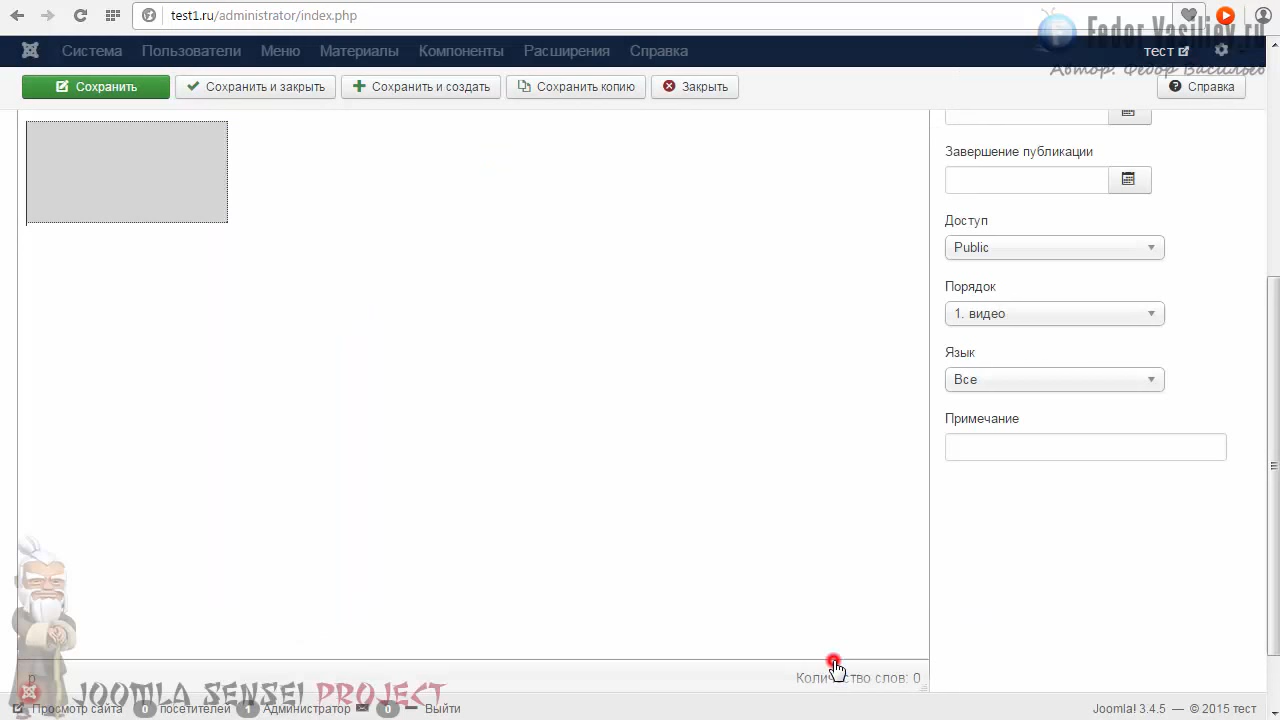 test1.ru/administrator/index.php
Fedor Vasiliev.ru
Система Пользователи Меню Материалы Компоненты Расширения Справка тест
Автор: Федор Васильев
Сохранить Сохранить и закрыть Сохранить и создать Сохранить копию Закрыть Справка
Завершение публикации
Доступ
Public
Порядок
1. видео
Язык
Все
Примечание
p
Количество слов: 0
JOOMLA SENSEI PROJECT
Просмотр сайта 0 посетителей 1 Администратор 0 Выйти Joomla! 3.4.5 — © 2015 тест